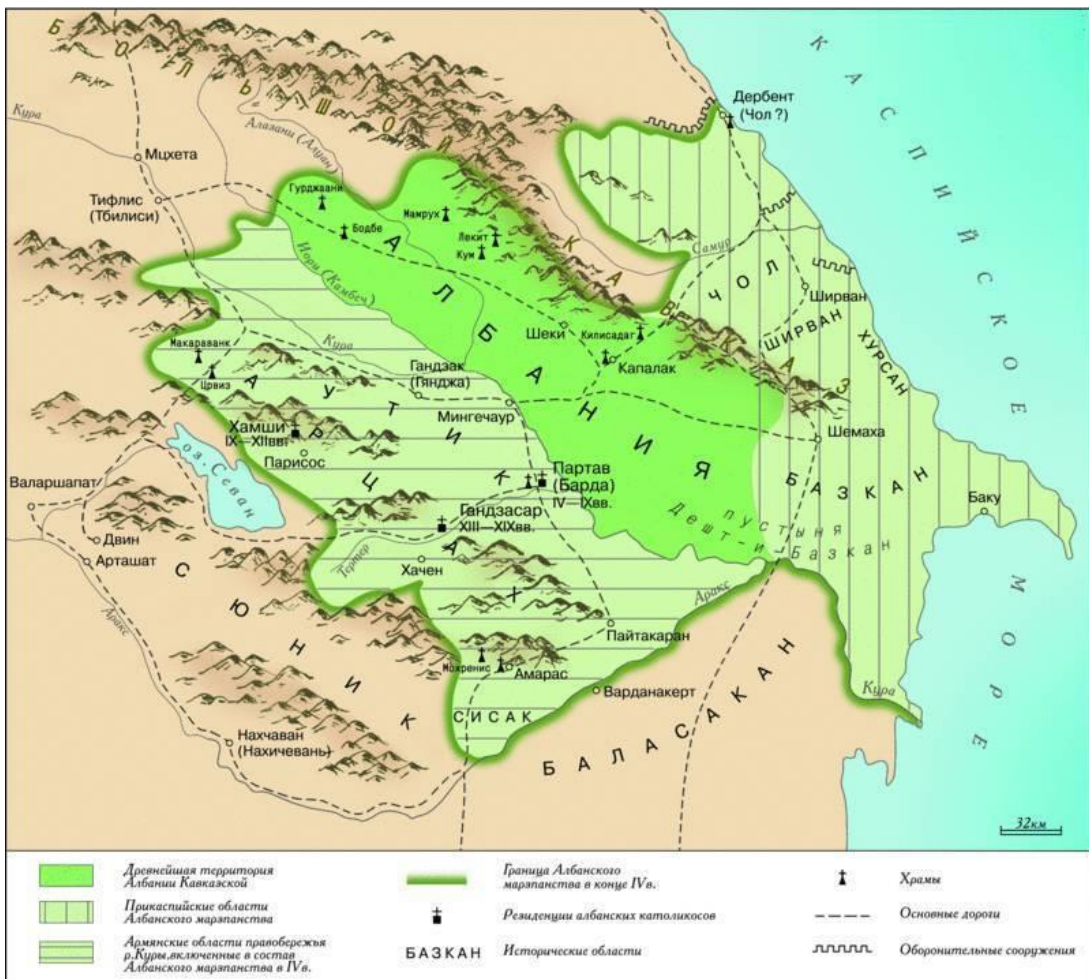 БОЛЬШОЙ КАВКАЗ
КАСПИЙСКОЕ МОРЕ
Дербент
(Чол ?)
Кура
Алазани (Алуан)
Мцхета
Тифлис
(Тбилиси)
Гурджаани
Мамрух
Бодбе
Лекит
Кум
Самур
АЛБАНИЯ
Иори (Камбеч)
ЧОЛ
Ширван
ШИРВАН
ХУРСАН
Шеки
Килисадаг
Капалак
Кура
Макараванк
Црвиз
Гандзак
(Гянджа)
Мингечаур
УТИК
Хамши
IX—XIIвв.
Парисос
АРЦАХ
оз. Севан
Шемаха
БАЗКАН
Баку
Партав
(Барда)
IV—IXвв.
Гандзасар
XIII—XIXвв.
пустыня
Дешт-и-Базкан
Валаршапат
Двин
Арташат
Тертер
Хачен
СЮНИК
Аракс
Аракс
Пайтакаран
Мохренис
Амарас
Варданакерт
СИСАК
Кура
БАЛАСАКАН
Нахчаван
(Нахичевань)
32км
Древнейшая территория
Албании Кавказской
Прикаспийские области
Албанского марзпанства
Армянские области правобережья
р.Куры,включенные в состав
Албанского марзпанства в IVв.
Граница Албанского
марзпанства в конце IVв.
Резиденции албанских католикосов
БАЗКАН
Исторические области
Храмы
Основные дороги
Оборонительные сооружения